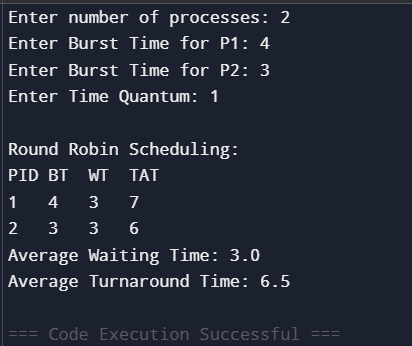 Enter number of processes: 2
Enter Burst Time for P1: 4
Enter Burst Time for P2: 3
Enter Time Quantum: 1
Round Robin Scheduling:
PID BT  WT  TAT
1   4   3   7
2   3   3   6
Average Waiting Time: 3.0
Average Turnaround Time: 6.5
=== Code Execution Successful ===